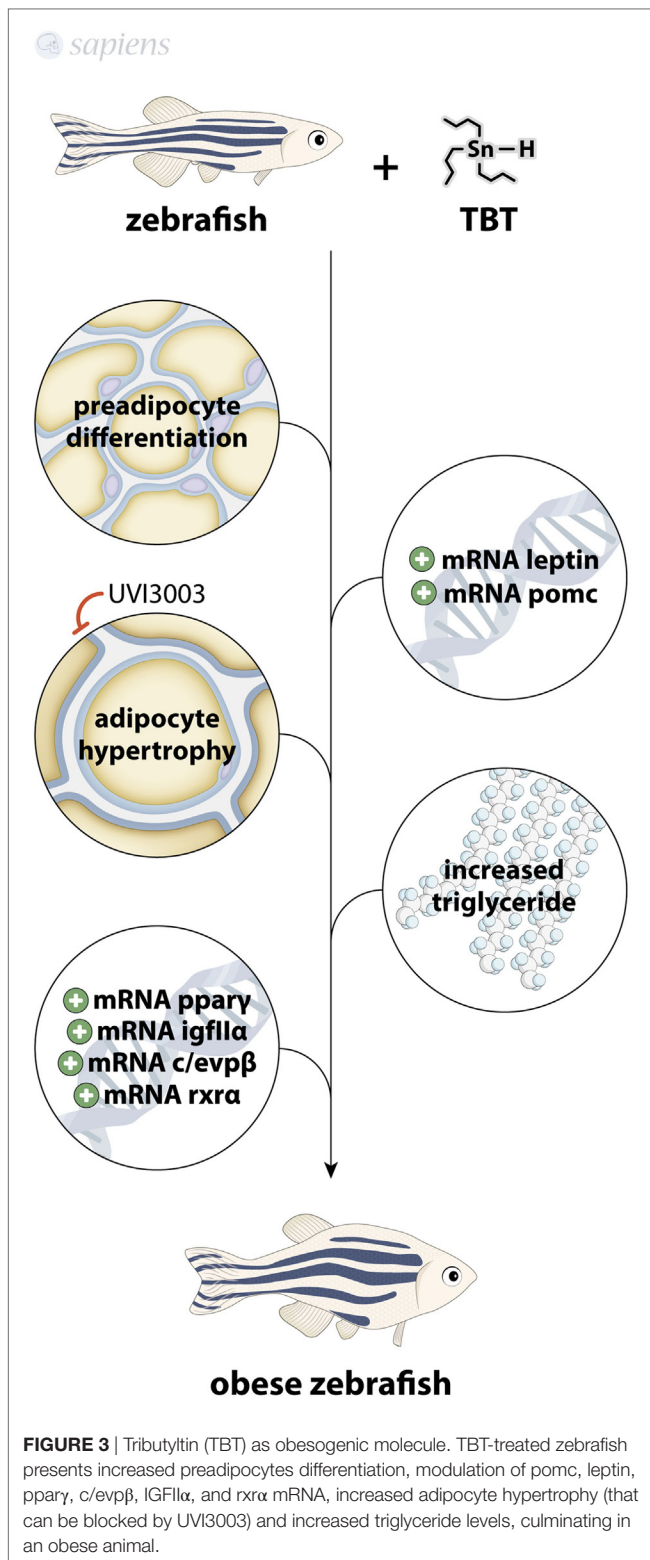 sapiens
zebrafish
+
TBT
Sn
H
preadipocyte
differentiation
+ mRNA leptin
+ mRNA pomc
UVI3003
adipocyte
hypertrophy
increased
triglyceride
+ mRNA pparγ
+ mRNA igfIIα
+ mRNA c/evpβ
+ mRNA rxrα
obese zebrafish
FIGURE 3 | Tributyltin (TBT) as obesogenic molecule. TBT-treated zebrafish
presents increased preadipocytes differentiation, modulation of pomc, leptin,
pparγ, c/evpβ, IGFIIα, and rxrα mRNA, increased adipocyte hypertrophy (that
can be blocked by UVI3003) and increased triglyceride levels, culminating in
an obese animal.